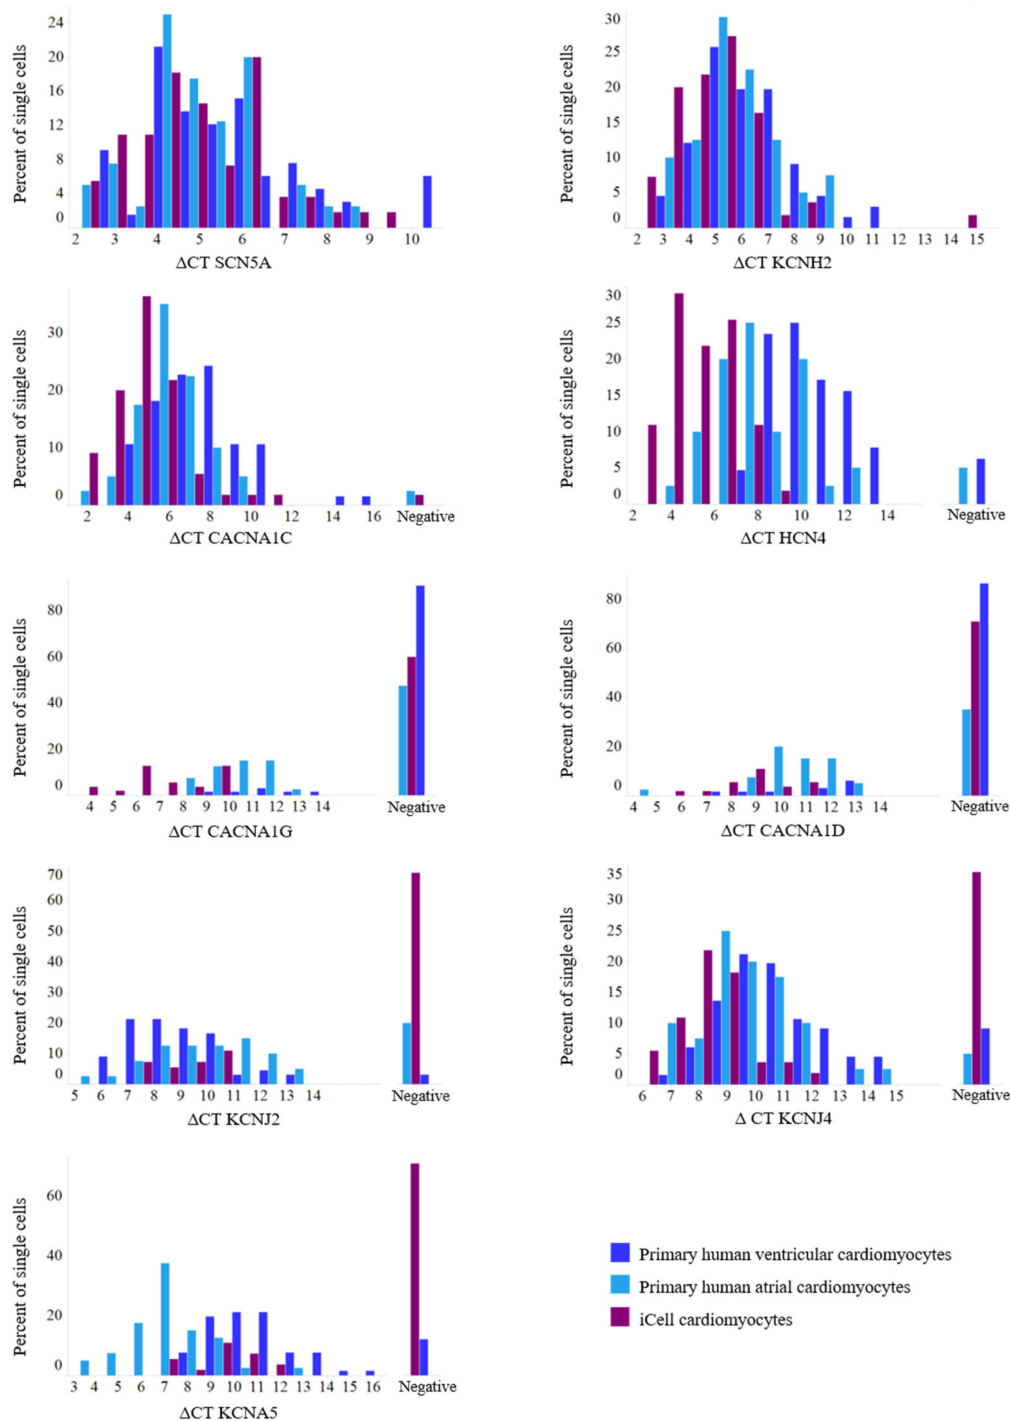 Percent of single cells
24
20
16
12
8
4
0
2 3 4 5 6 7 8 9 10
ΔCT SCN5A
Percent of single cells
30
20
15
10
5
0
2 3 4 5 6 7 8 9 10 11 12 13 14 15
ΔCT KCNH2
Percent of single cells
30
20
10
0
2 4 6 8 10 12 14 16 Negative
ΔCT CACNA1C
Percent of single cells
30
25
20
15
10
5
0
2 4 6 8 10 12 14 Negative
ΔCT HCN4
Percent of single cells
80
60
40
20
0
4 5 6 7 8 9 10 11 12 13 14 Negative
ΔCT CACNA1G
Percent of single cells
80
60
40
20
0
4 5 6 7 8 9 10 11 12 13 14 Negative
ΔCT CACNA1D
Percent of single cells
70
60
50
40
30
20
10
0
5 6 7 8 9 10 11 12 13 14 Negative
ΔCT KCNJ2
Percent of single cells
35
30
25
20
15
10
5
0
6 7 8 9 10 11 12 13 14 15 Negative
Δ CT KCNJ4
Percent of single cells
60
40
20
0
3 4 5 6 7 8 9 10 11 12 13 14 15 16 Negative
ΔCT KCNA5
Primary human ventricular cardiomyocytes
Primary human atrial cardiomyocytes
iCell cardiomyocytes